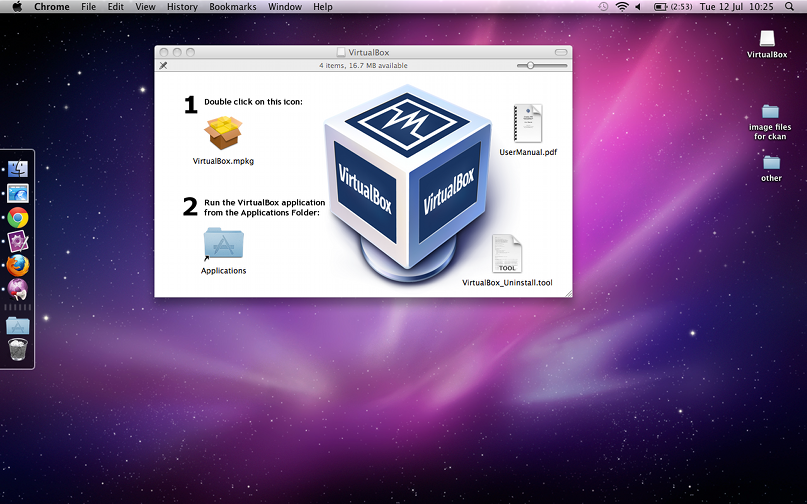 Chrome File Edit View History Bookmarks Window Help (2:53) Tue 12 Jul 10:25
VirtualBox
4 items, 16.7 MB available
1 Double click on this icon:
VirtualBox.mpkg
UserManual.pdf
VirtualBox
VirtualBox
2 Run the VirtualBox application
from the Applications Folder:
Applications
TOOL
VirtualBox_Uninstall.tool
VirtualBox
image files
for ckan
other